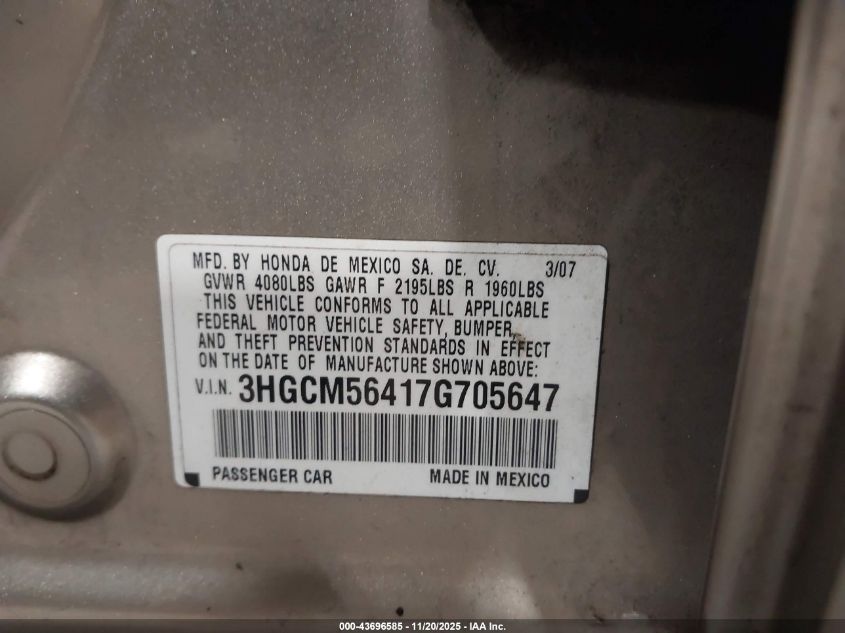 MFD. BY HONDA DE MEXICO SA. DE. CV. 3/07
GVWR 4080LBS GAWR F 2195LBS R 1960LBS
THIS VEHICLE CONFORMS TO ALL APPLICABLE
FEDERAL MOTOR VEHICLE SAFETY, BUMPER,
AND THEFT PREVENTION STANDARDS IN EFFECT
ON THE DATE OF MANUFACTURE SHOWN ABOVE:
V.I.N. 3HGCM56417G705647
PASSENGER CAR MADE IN MEXICO
000-43696585 - 11/20/2025 - IAA Inc.